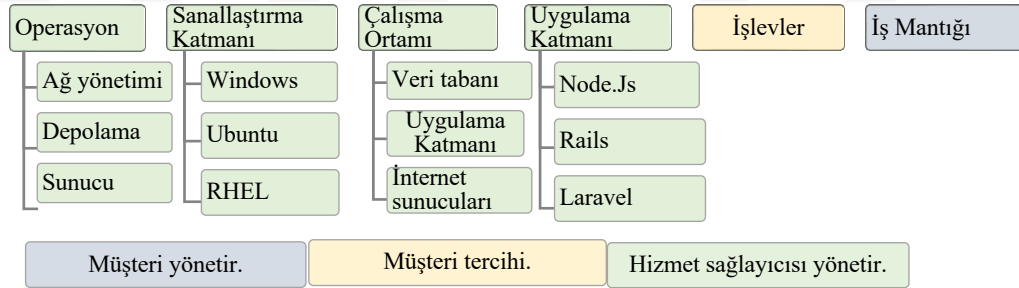 Operasyon
Ağ yönetimi
Depolama
Sunucu
Sanallaştırma
Katmanı
Windows
Ubuntu
RHEL
Çalışma
Ortamı
Veri tabanı
Uygulama
Katmanı
İnternet
sunucuları
Uygulama
Katmanı
Node.Js
Rails
Laravel
İşlevler
İş Mantığı
Müşteri yönetir.
Müşteri tercihi.
Hizmet sağlayıcısı yönetir.